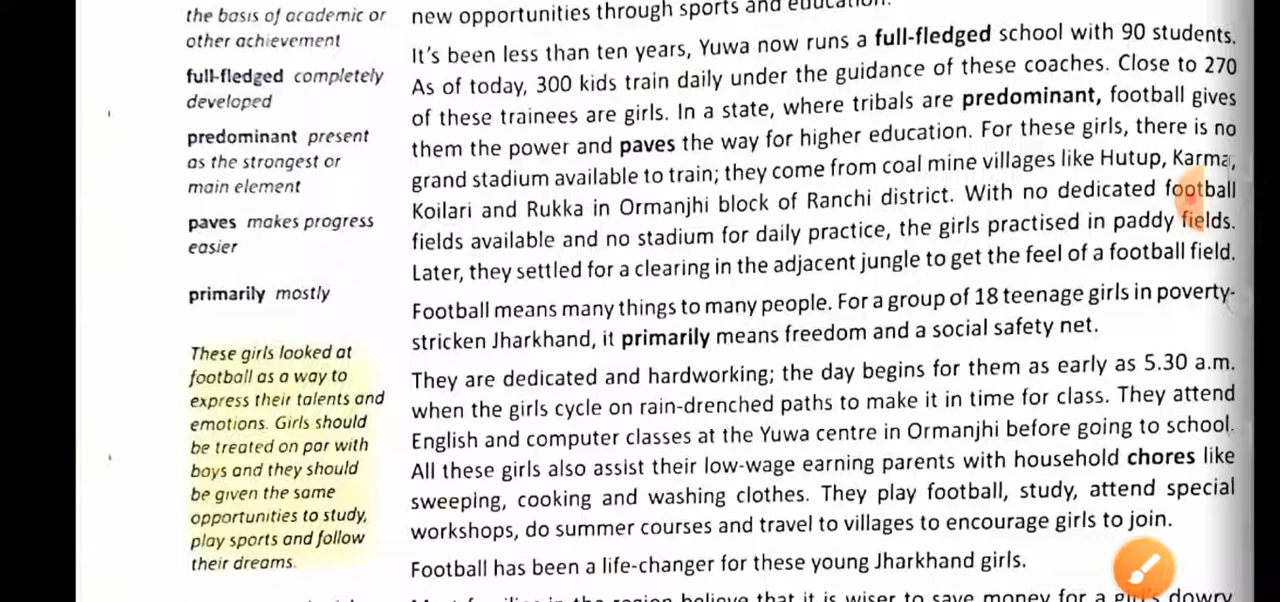 the basis of academic or
other achievement
full-fledged completely
developed
predominant present
as the strongest or
main element
paves makes progress
easier
primarily mostly
These girls looked at
football as a way to
express their talents and
emotions. Girls should
be treated on par with
boys and they should
be given the same
opportunities to study,
play sports and follow
their dreams.
new opportunities through sports and education.
It's been less than ten years, Yuwa now runs a full-fledged school with 90 students.
As of today, 300 kids train daily under the guidance of these coaches. Close to 270
of these trainees are girls. In a state, where tribals are predominant, football gives
them the power and paves the way for higher education. For these girls, there is no
grand stadium available to train; they come from coal mine villages like Hutup, Karma,
Koilari and Rukka in Ormanjhi block of Ranchi district. With no dedicated football
fields available and no stadium for daily practice, the girls practised in paddy fields.
Later, they settled for a clearing in the adjacent jungle to get the feel of a football field.
Football means many things to many people. For a group of 18 teenage girls in poverty-
stricken Jharkhand, it primarily means freedom and a social safety net.
They are dedicated and hardworking; the day begins for them as early as 5.30 a.m.
when the girls cycle on rain-drenched paths to make it in time for class. They attend
English and computer classes at the Yuwa centre in Ormanjhi before going to school.
All these girls also assist their low-wage earning parents with household chores like
sweeping, cooking and washing clothes. They play football, study, attend special
workshops, do summer courses and travel to villages to encourage girls to join.
Football has been a life-changer for these young Jharkhand girls.
in the region believe that it is wiser to save money for a girl's dowry